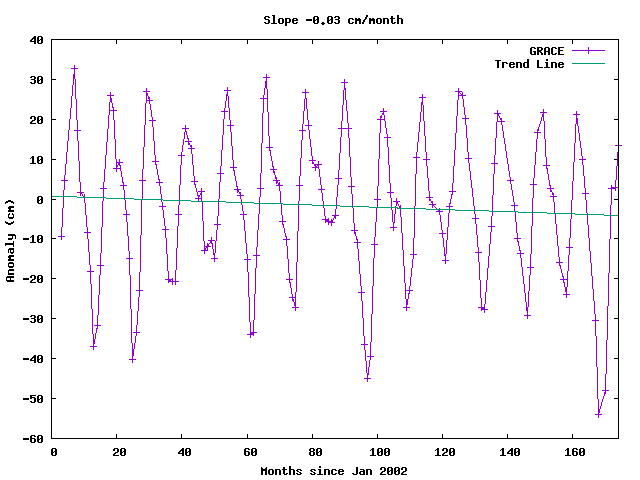 Slope -0.03 cm/month
GRACE
Trend Line
40
30
20
10
0
-10
-20
-30
-40
-50
-60
Anomaly (cm)
0 20 40 60 80 100 120 140 160
Months since Jan 2002